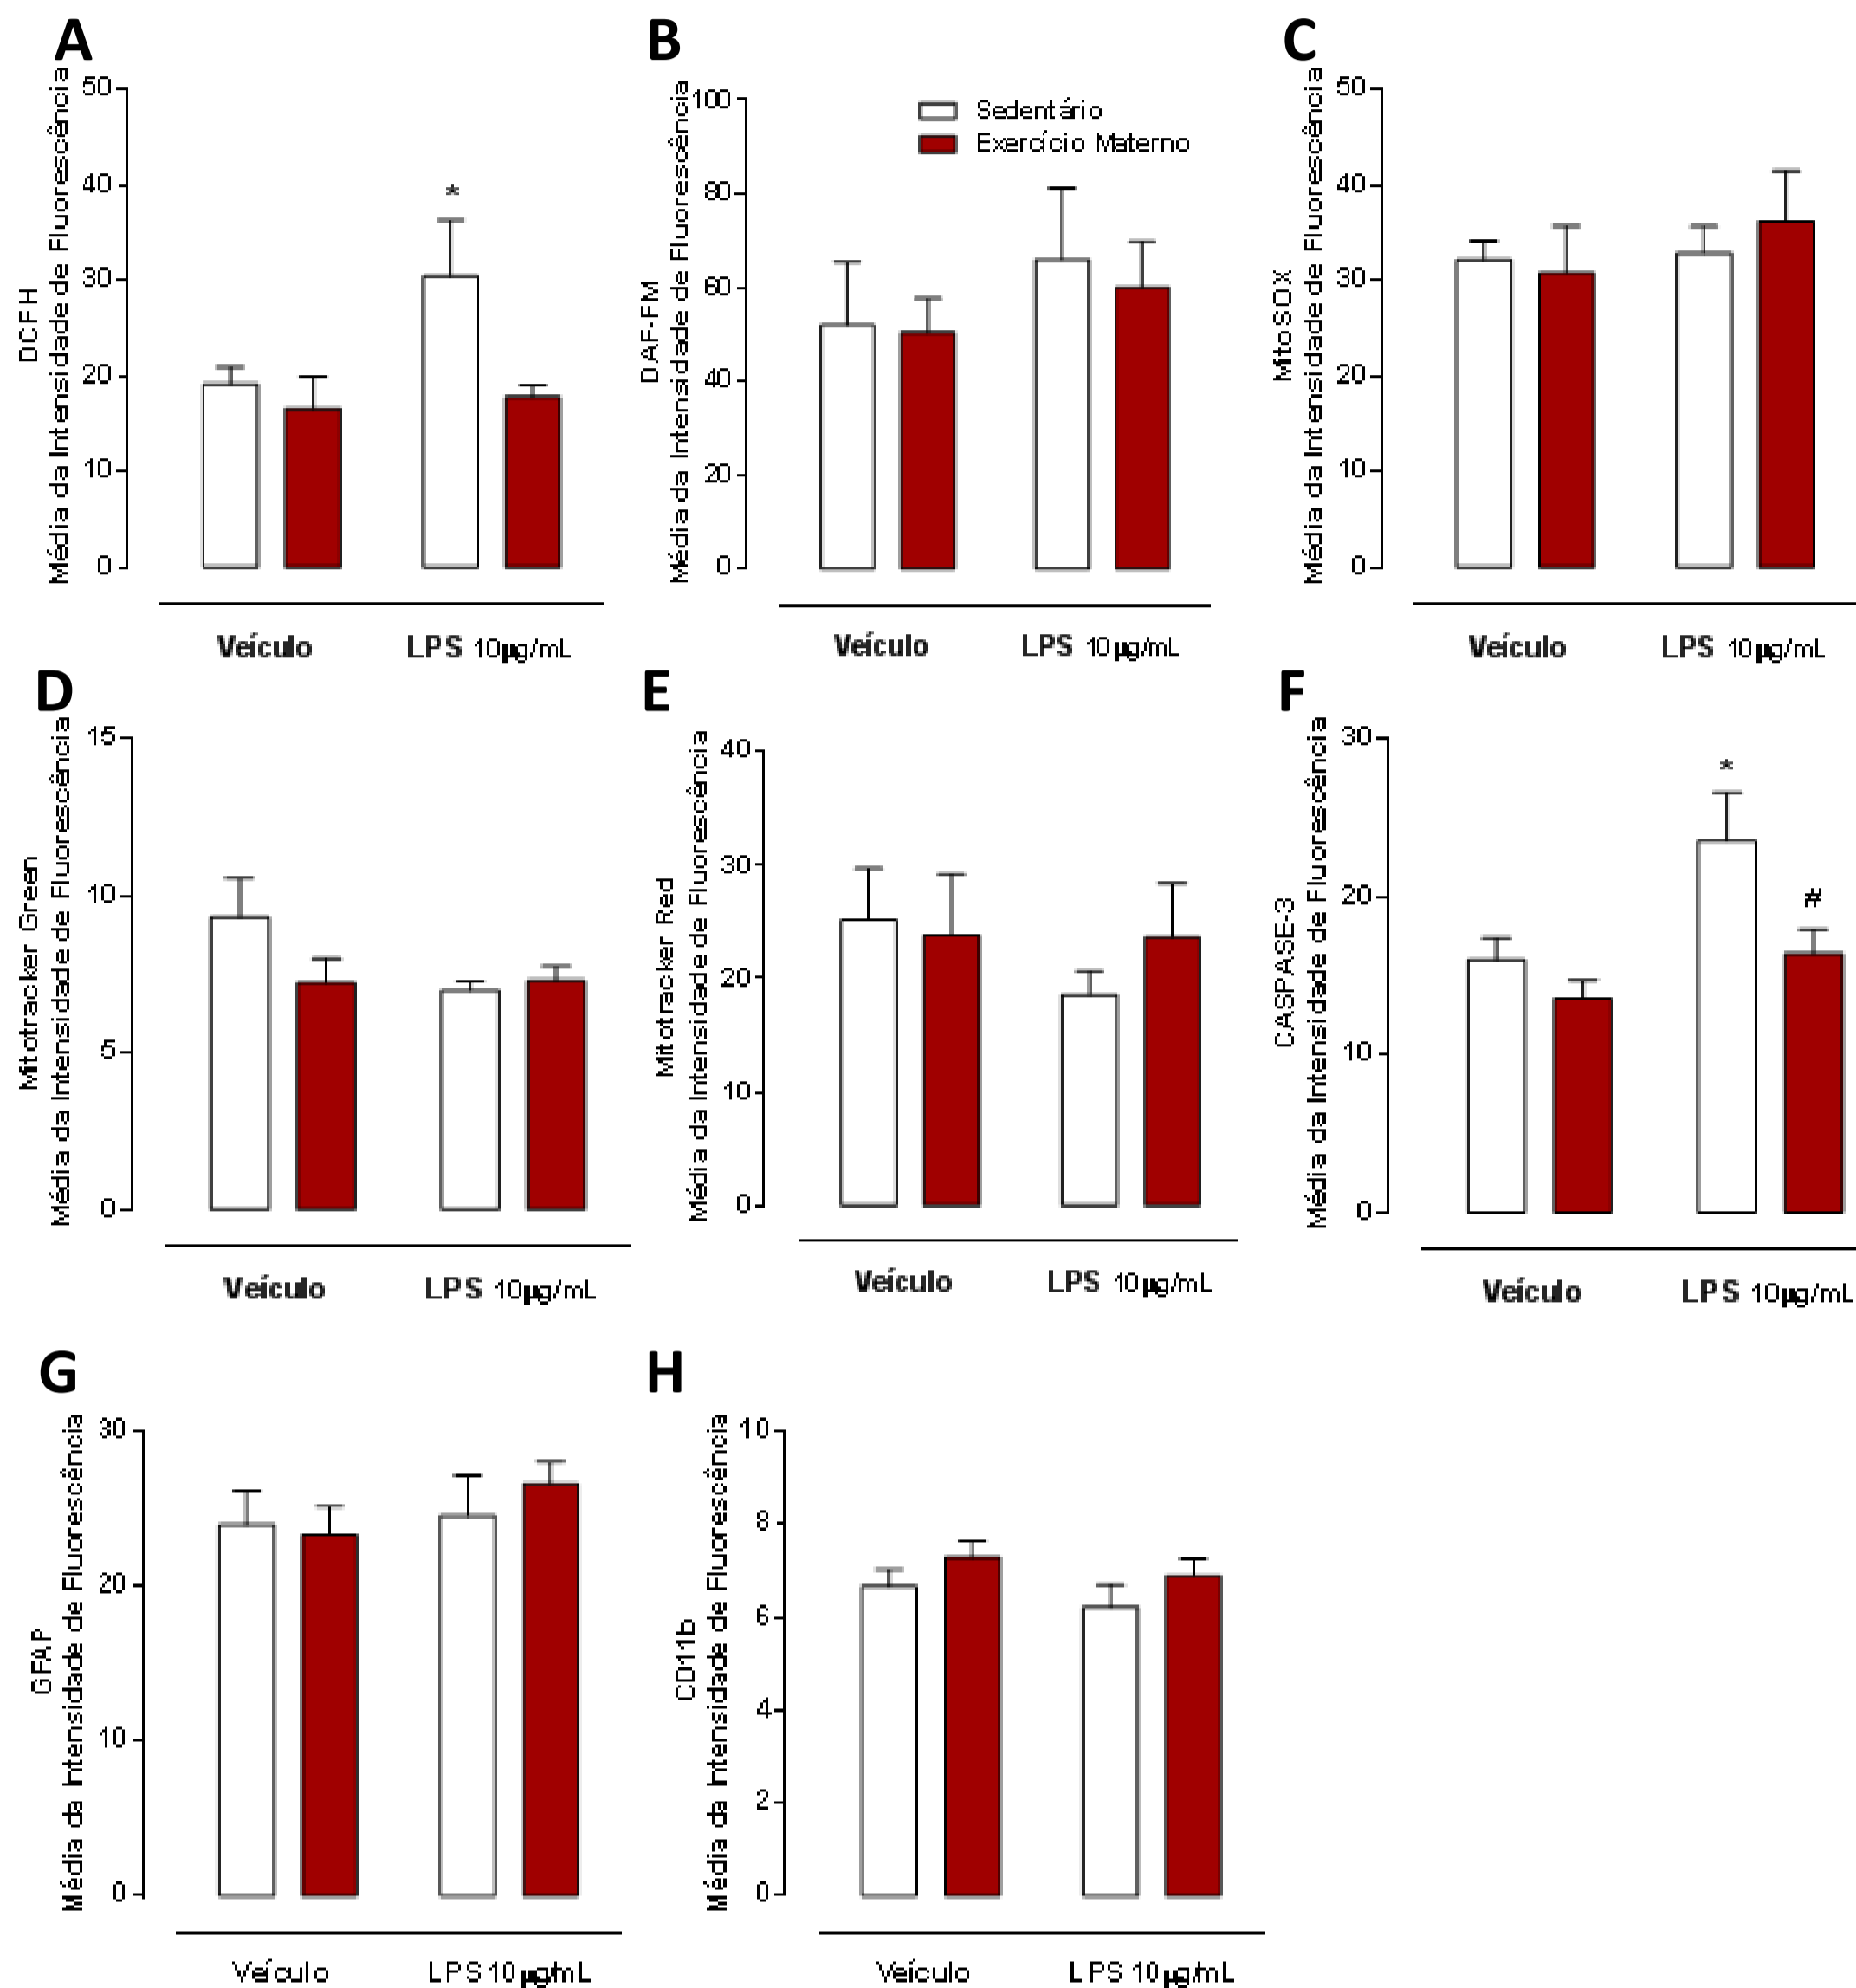 A
DCFH
Média da Intensidade de Fluorescência
50
40
30
20
10
0
*
Veículo
LPS 10µg/mL
B
DAF-FM
Média da Intensidade de Fluorescência
100
80
60
40
20
0
Sedentário
Exercício Materno
Veículo
LPS 10µg/mL
C
MitoSOX
Média da Intensidade de Fluorescência
50
40
30
20
10
0
Veículo
LPS 10µg/mL
D
Mitotracker Green
Média da Intensidade de Fluorescência
15
10
5
0
Veículo
LPS 10µg/mL
E
Mitotracker Red
Média da Intensidade de Fluorescência
40
30
20
10
0
Veículo
LPS 10µg/mL
F
CASPASE-3
Média da Intensidade de Fluorescência
30
20
10
0
*
#
Veículo
LPS 10µg/mL
G
GFAP
Média da Intensidade de Fluorescência
30
20
10
0
Veículo
LPS 10µg/mL
H
CD11b
Média da Intensidade de Fluorescência
10
8
6
4
2
0
Veículo
LPS 10µg/mL